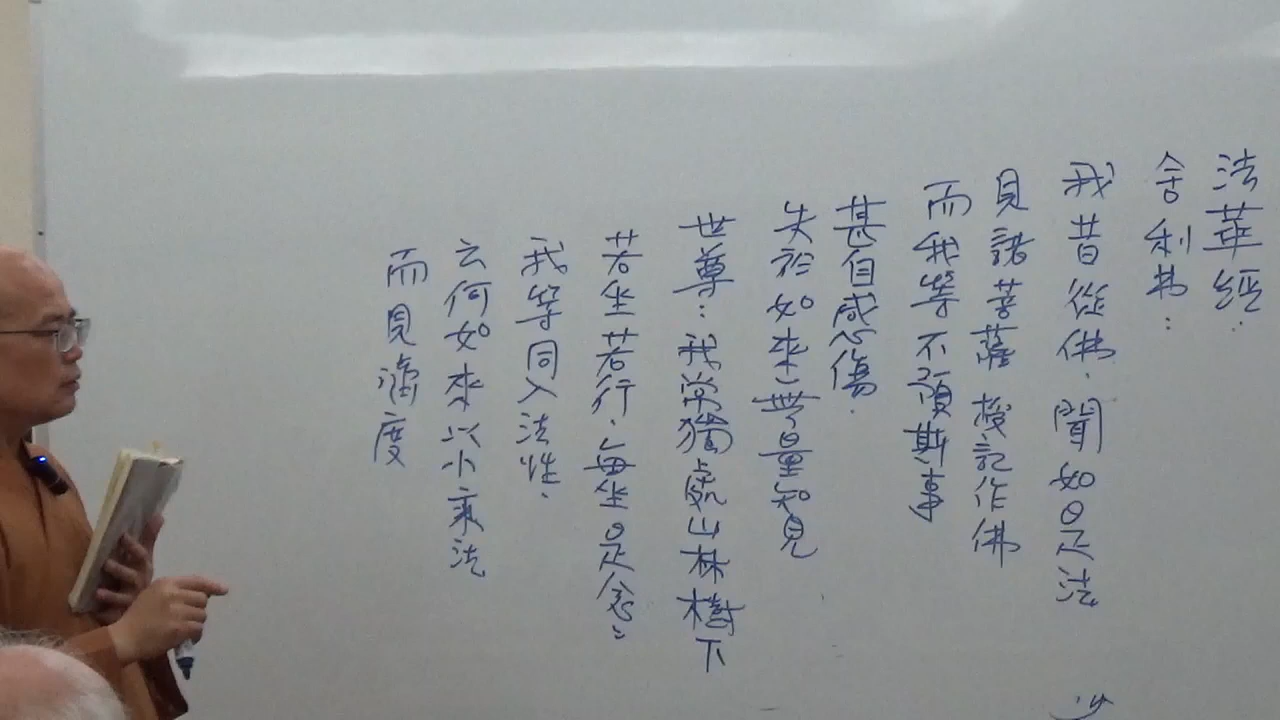 法華經:
舍利弗:
我昔從佛、聞如是法
見諸菩薩 授記作佛
而我等不預斯事
甚自感傷、
失於如來無量知見
世尊:我常獨處山林樹下
若坐若行、每坐是念:
我等同入法性、
云何如來以小乘法
而見濟度